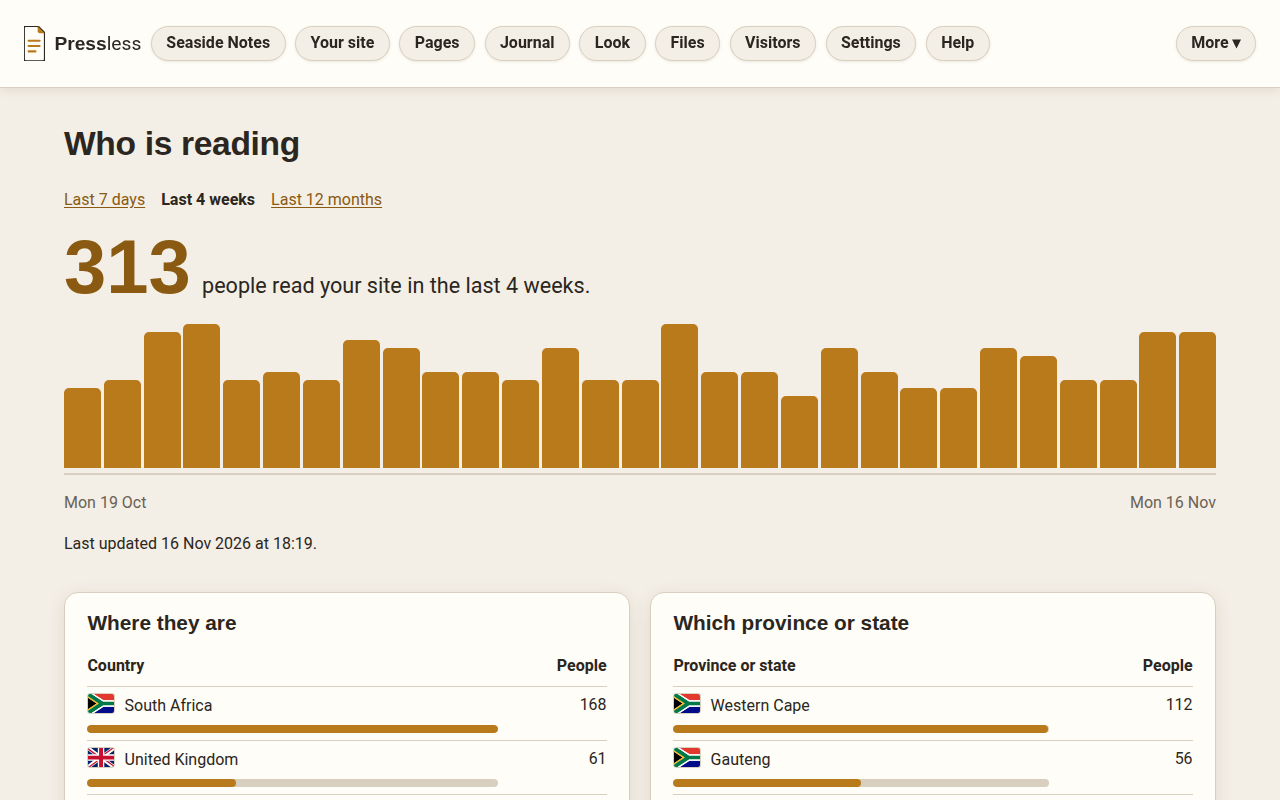 Pressless
Seaside Notes
Your site
Pages
Journal
Look
Files
Visitors
Settings
Help
More ▾
Who is reading
Last 7 days Last 4 weeks Last 12 months
313 people read your site in the last 4 weeks.
Mon 19 Oct Mon 16 Nov
Last updated 16 Nov 2026 at 18:19.
Where they are
Country People
South Africa 168
United Kingdom 61
Which province or state
Province or state People
Western Cape 112
Gauteng 56